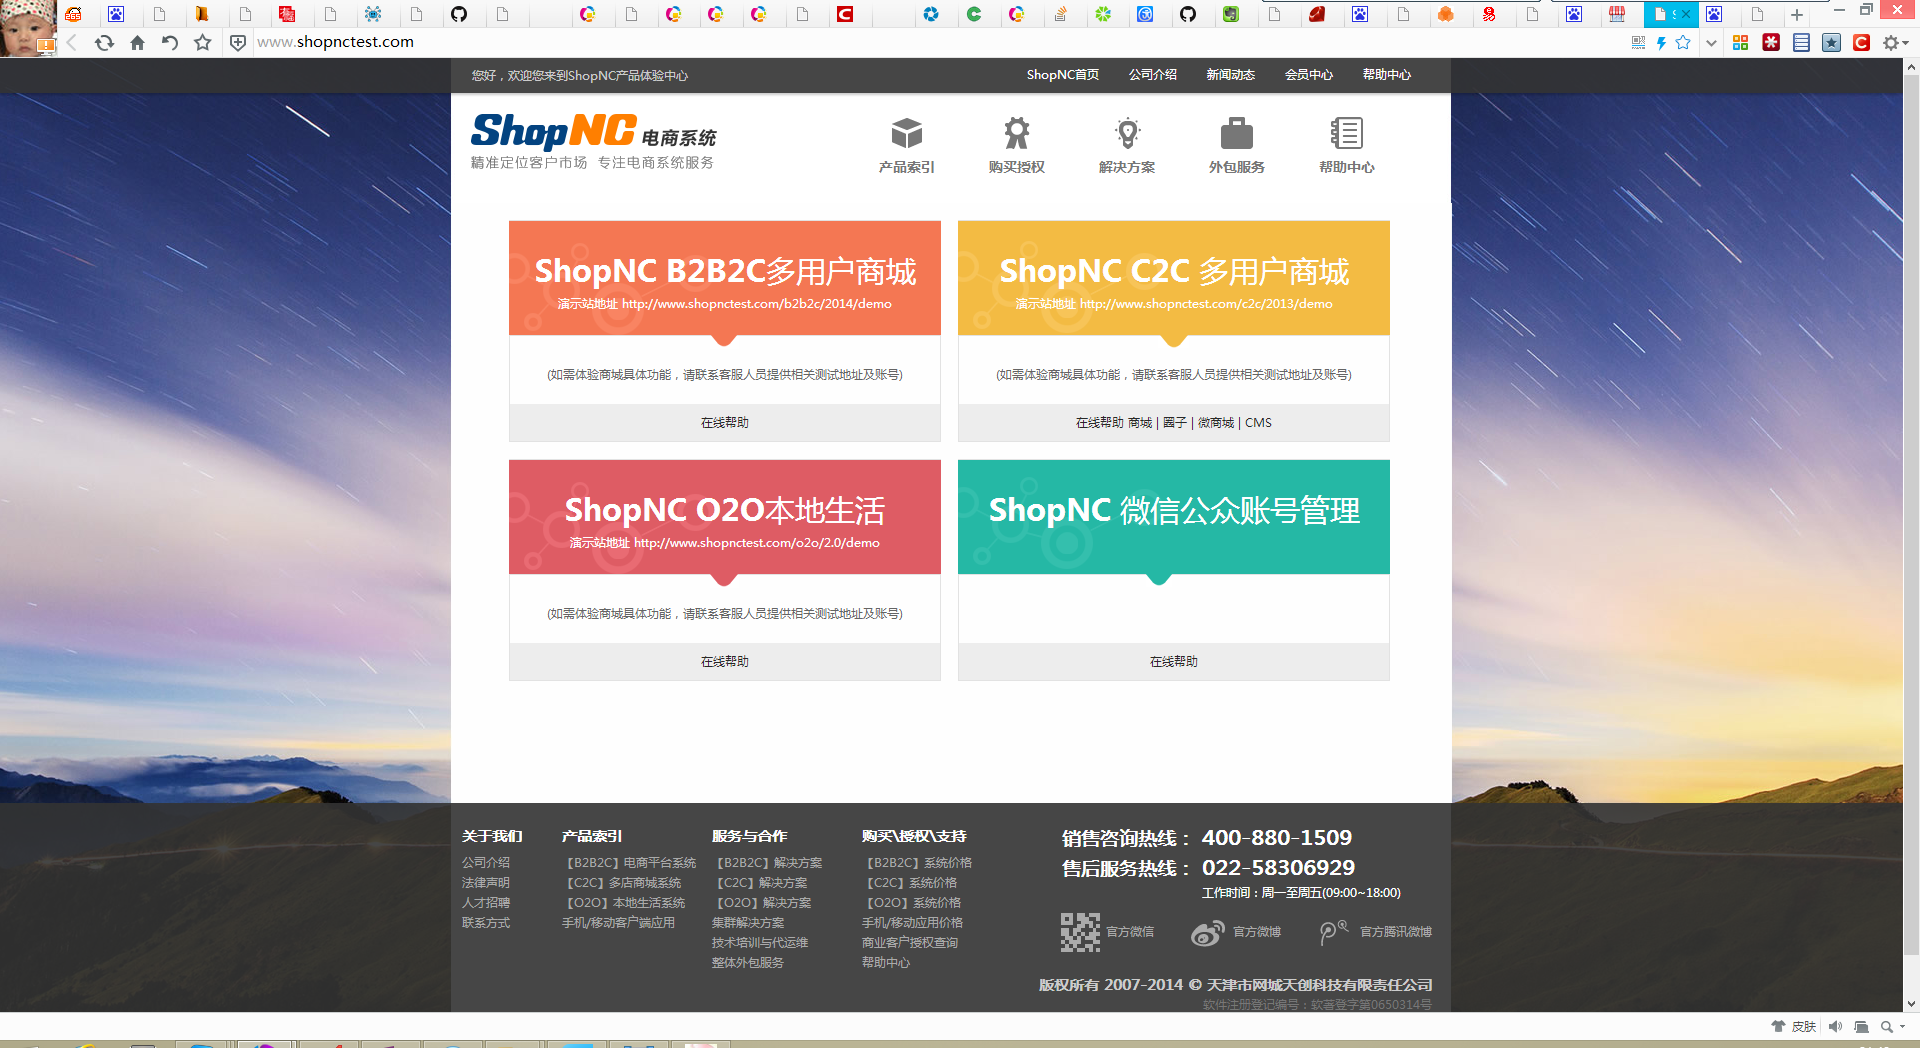 www.shopnctest.com
您好，欢迎您来到ShopNC产品体验中心
ShopNC首页 公司介绍 新闻动态 会员中心 帮助中心
ShopNC 电商系统
精准定位客户市场 专注电商系统服务
产品索引 购买授权 解决方案 外包服务 帮助中心
ShopNC B2B2C多用户商城
演示站地址 http://www.shopnctest.com/b2b2c/2014/demo
(如需体验商城具体功能，请联系客服人员提供相关测试地址及账号)
在线帮助
ShopNC C2C 多用户商城
演示站地址 http://www.shopnctest.com/c2c/2013/demo
(如需体验商城具体功能，请联系客服人员提供相关测试地址及账号)
在线帮助 商城 | 圈子 | 微商城 | CMS
ShopNC O2O本地生活
演示站地址 http://www.shopnctest.com/o2o/2.0/demo
(如需体验商城具体功能，请联系客服人员提供相关测试地址及账号)
在线帮助
ShopNC 微信公众账号管理
在线帮助
关于我们
公司介绍
法律声明
人才招聘
联系方式
产品索引
【B2B2C】电商平台系统
【C2C】多店商城系统
【O2O】本地生活系统
手机/移动客户端应用
服务与合作
【B2B2C】解决方案
【C2C】解决方案
【O2O】解决方案
集群解决方案
技术培训与代运维
整体外包服务
购买\授权\支持
【B2B2C】系统价格
【C2C】系统价格
【O2O】系统价格
手机/移动应用价格
商业客户授权查询
帮助中心
销售咨询热线： 400-880-1509
售后服务热线： 022-58306929
工作时间：周一至周五(09:00~18:00)
官方微信 官方微博 官方腾讯微博
版权所有 2007-2014 © 天津市网城天创科技有限责任公司
软件注册登记编号：软著登字第0650314号
皮肤